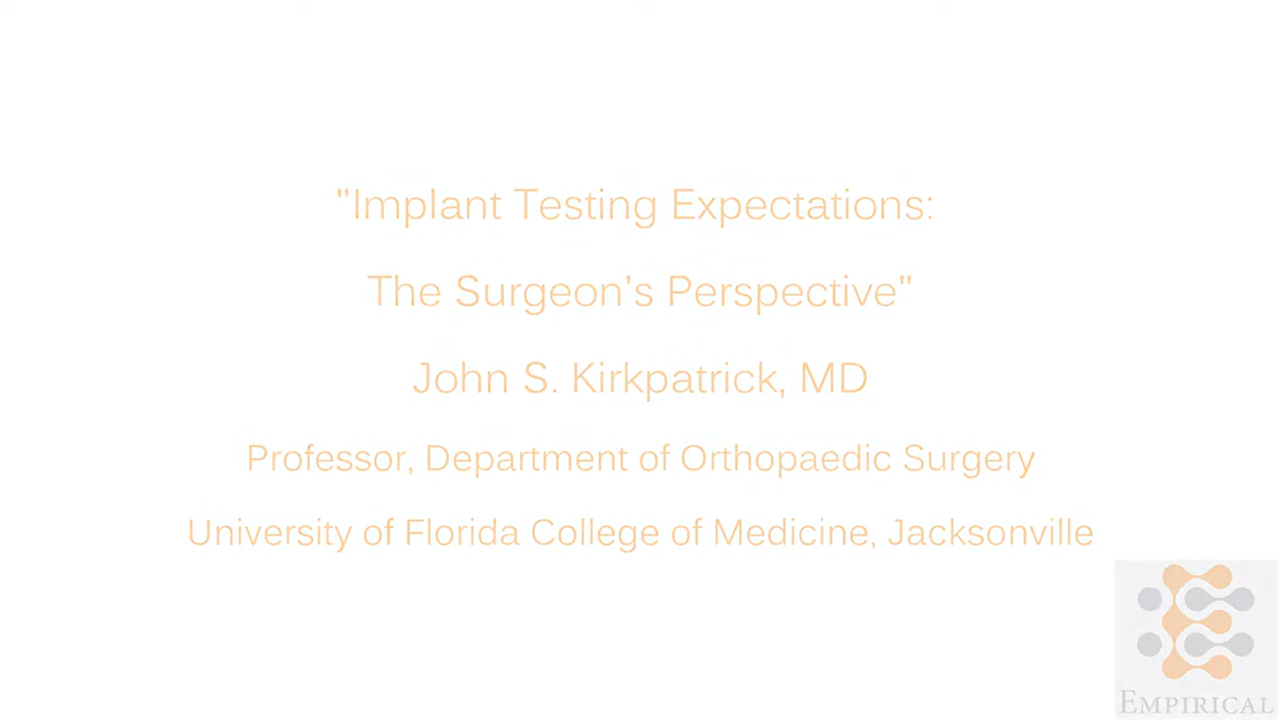 "Implant Testing Expectations:
The Surgeon's Perspective"
John S. Kirkpatrick, MD
Professor, Department of Orthopaedic Surgery
University of Florida College of Medicine, Jacksonville
EMPIRICAL